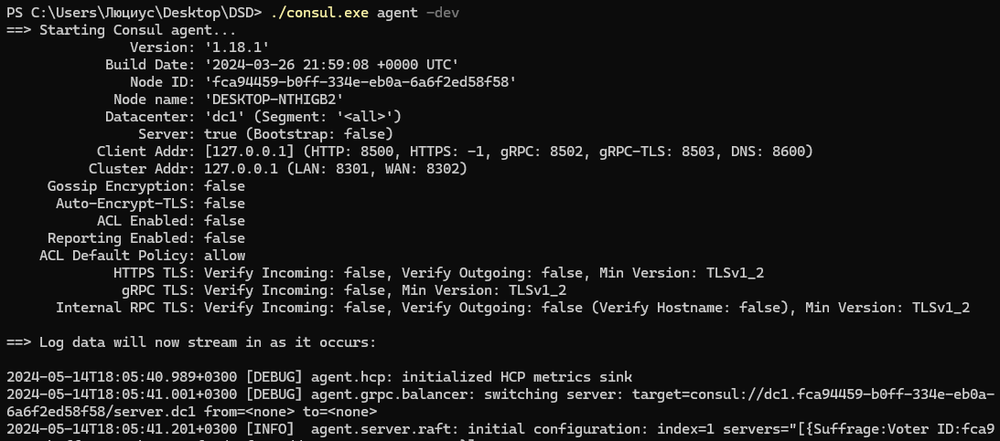 PS C:\Users\Люциус\Desktop\DSD> ./consul.exe agent -dev
==> Starting Consul agent...
Version: '1.18.1'
Build Date: '2024-03-26 21:59:08 +0000 UTC'
Node ID: 'fca94459-b0ff-334e-eb0a-6a6f2ed58f58'
Node name: 'DESKTOP-NTHIGB2'
Datacenter: 'dc1' (Segment: '<all>')
Server: true (Bootstrap: false)
Client Addr: [127.0.0.1] (HTTP: 8500, HTTPS: -1, gRPC: 8502, gRPC-TLS: 8503, DNS: 8600)
Cluster Addr: 127.0.0.1 (LAN: 8301, WAN: 8302)
Gossip Encryption: false
Auto-Encrypt-TLS: false
ACL Enabled: false
Reporting Enabled: false
ACL Default Policy: allow
HTTPS TLS: Verify Incoming: false, Verify Outgoing: false, Min Version: TLSv1_2
gRPC TLS: Verify Incoming: false, Min Version: TLSv1_2
Internal RPC TLS: Verify Incoming: false, Verify Outgoing: false (Verify Hostname: false), Min Version: TLSv1_2
==> Log data will now stream in as it occurs:
2024-05-14T18:05:40.989+0300 [DEBUG] agent.hcp: initialized HCP metrics sink
2024-05-14T18:05:41.001+0300 [DEBUG] agent.grpc.balancer: switching server: target=consul://dc1.fca94459-b0ff-334e-eb0a-
6a6f2ed58f58/server.dc1 from=<none> to=<none>
2024-05-14T18:05:41.201+0300 [INFO]  agent.server.raft: initial configuration: index=1 servers="[{Suffrage:Voter ID:fca9